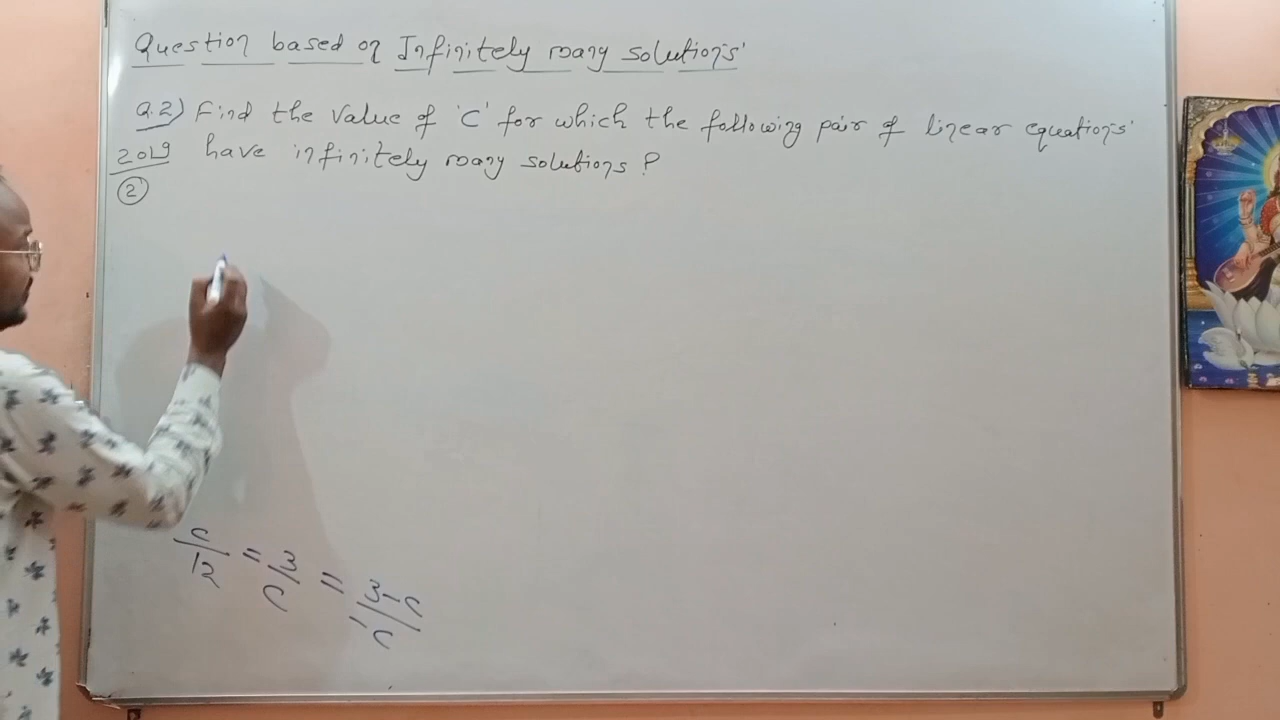 Question based on Infinitely many solutions'
Q.2) Find the value of 'C' for which the following pair of linear equations'
2019 have infinitely many solutions ?
2
c/12 = 3/c = 3-c/-c